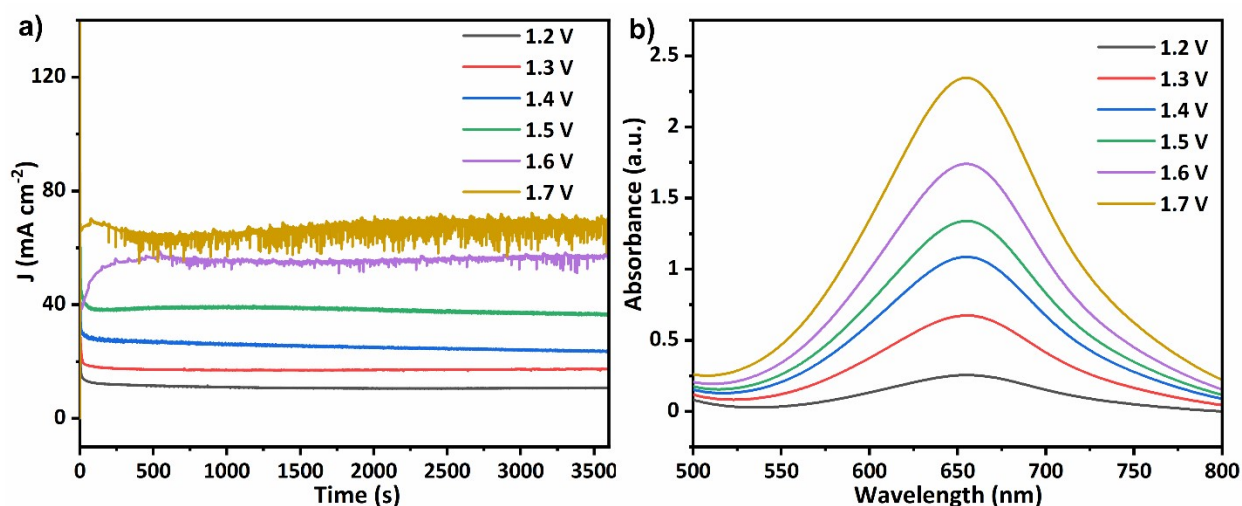 a)
1.2 V
1.3 V
1.4 V
1.5 V
1.6 V
1.7 V
120
80
40
0
J (mA cm⁻²)
0 500 1000 1500 2000 2500 3000 3500
Time (s)
b)
1.2 V
1.3 V
1.4 V
1.5 V
1.6 V
1.7 V
2.5
2
1.5
1
0.5
0
Absorbance (a.u.)
500 550 600 650 700 750 800
Wavelength (nm)